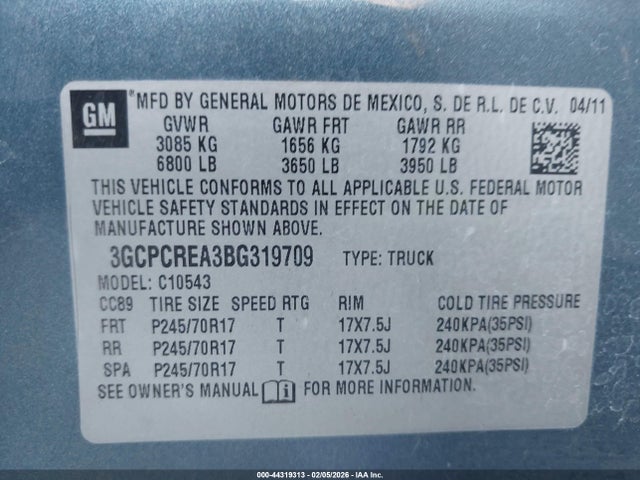 GM ® MFD BY GENERAL MOTORS DE MEXICO, S. DE R.L. DE C.V. 04/11
GVWR GAWR FRT GAWR RR
3085 KG 1656 KG 1792 KG
6800 LB 3650 LB 3950 LB
THIS VEHICLE CONFORMS TO ALL APPLICABLE U.S. FEDERAL MOTOR
VEHICLE SAFETY STANDARDS IN EFFECT ON THE DATE OF
MANUFACTURE SHOWN ABOVE.
3GCPCREA3BG319709 TYPE: TRUCK
MODEL: C10543
CC89 TIRE SIZE SPEED RTG RIM COLD TIRE PRESSURE
FRT P245/70R17 T 17X7.5J 240KPA(35PSI)
RR P245/70R17 T 17X7.5J 240KPA(35PSI)
SPA P245/70R17 T 17X7.5J 240KPA(35PSI)
SEE OWNER'S MANUAL i FOR MORE INFORMATION.
000-44319313 - 02/05/2026 - IAA Inc.